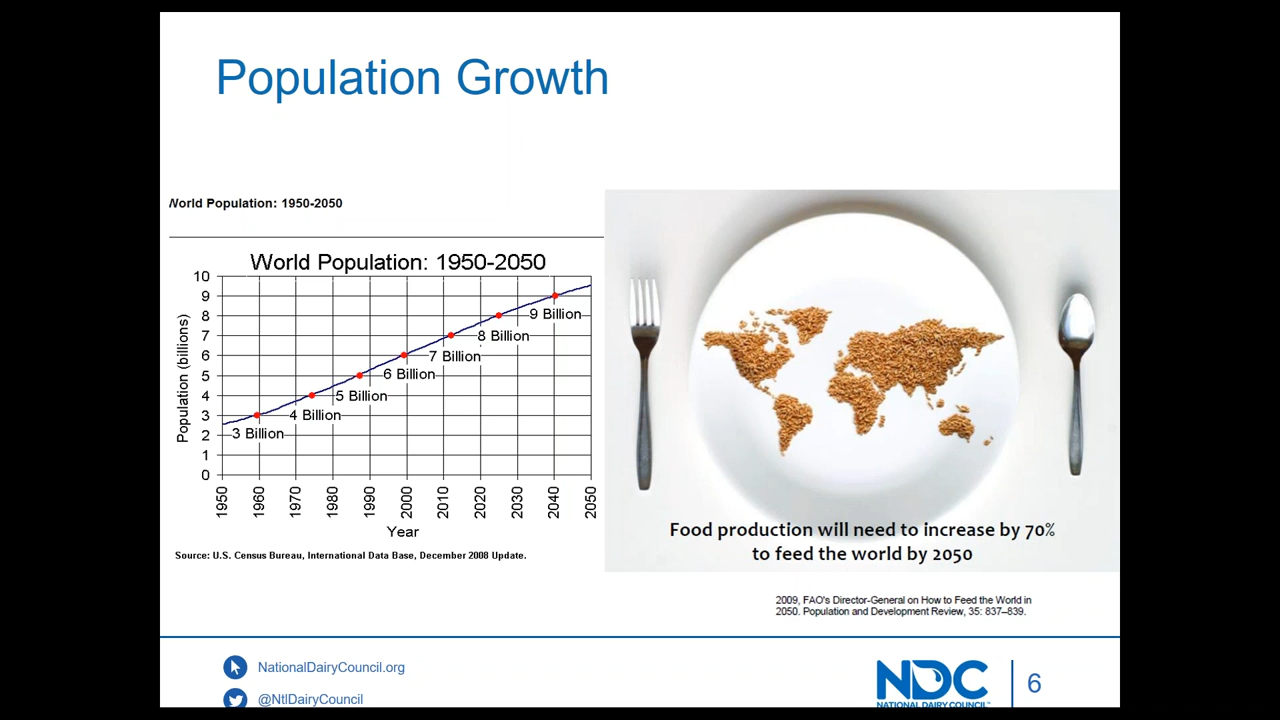 Population Growth
World Population: 1950-2050
World Population: 1950-2050
10
9
8
7
6
5
4
3
2
1
0
Population (billions)
9 Billion
8 Billion
7 Billion
6 Billion
5 Billion
4 Billion
3 Billion
1950
1960
1970
1980
1990
2000
2010
2020
2030
2040
2050
Year
Source: U.S. Census Bureau, International Data Base, December 2008 Update.
Food production will need to increase by 70%
to feed the world by 2050
2009, FAO's Director-General on How to Feed the World in
2050. Population and Development Review, 35: 837–839.
NationalDairyCouncil.org
@NtlDairyCouncil
NDC
NATIONAL DAIRY COUNCIL™
6